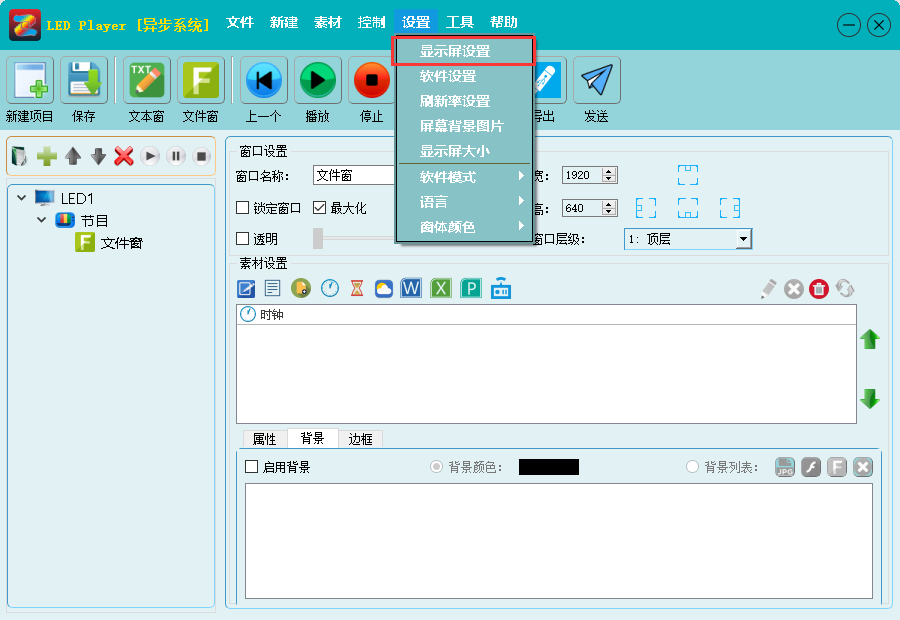 LED Player [异步系统] 文件 新建 素材 控制 设置 工具 帮助
显示屏设置
软件设置
刷新率设置
屏幕背景图片
显示屏大小
软件模式
语言
窗体颜色
TXT
新建项目 保存 文本窗 文件窗 上一个 播放 停止 导出 发送
LED1
节目
文件窗
窗口设置
窗口名称: 文件窗 宽: 1920
锁定窗口 最大化 高: 640
透明 窗口层级: 1: 顶层
素材设置
时钟
属性 背景 边框
启用背景 背景颜色: 背景列表: JPG